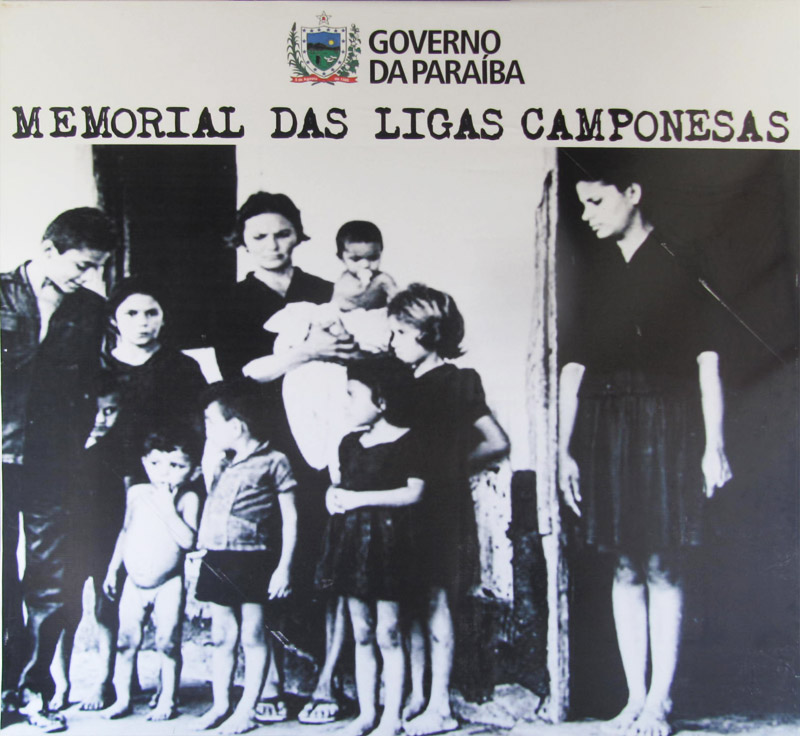 GOVERNO
DA PARAÍBA
MEMORIAL DAS LIGAS CAMPONESAS